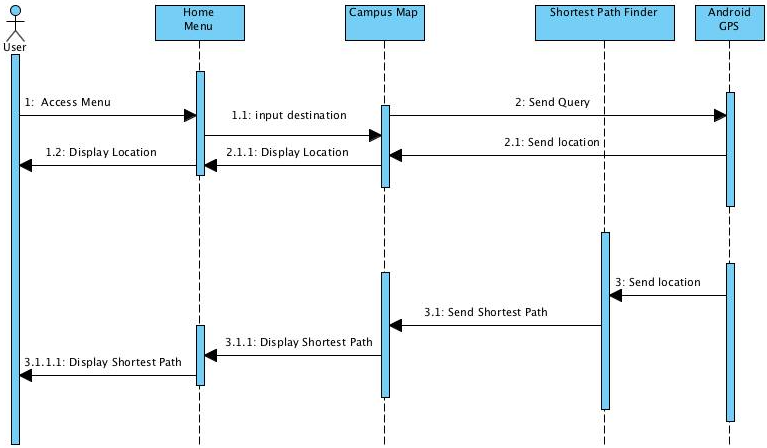 Home
Menu
Campus Map
Shortest Path Finder
Android
GPS
User
1:  Access Menu
1.1: input destination
2: Send Query
2.1: Send location
1.2: Display Location
2.1.1: Display Location
3: Send location
3.1: Send Shortest Path
3.1.1: Display Shortest Path
3.1.1.1: Display Shortest Path